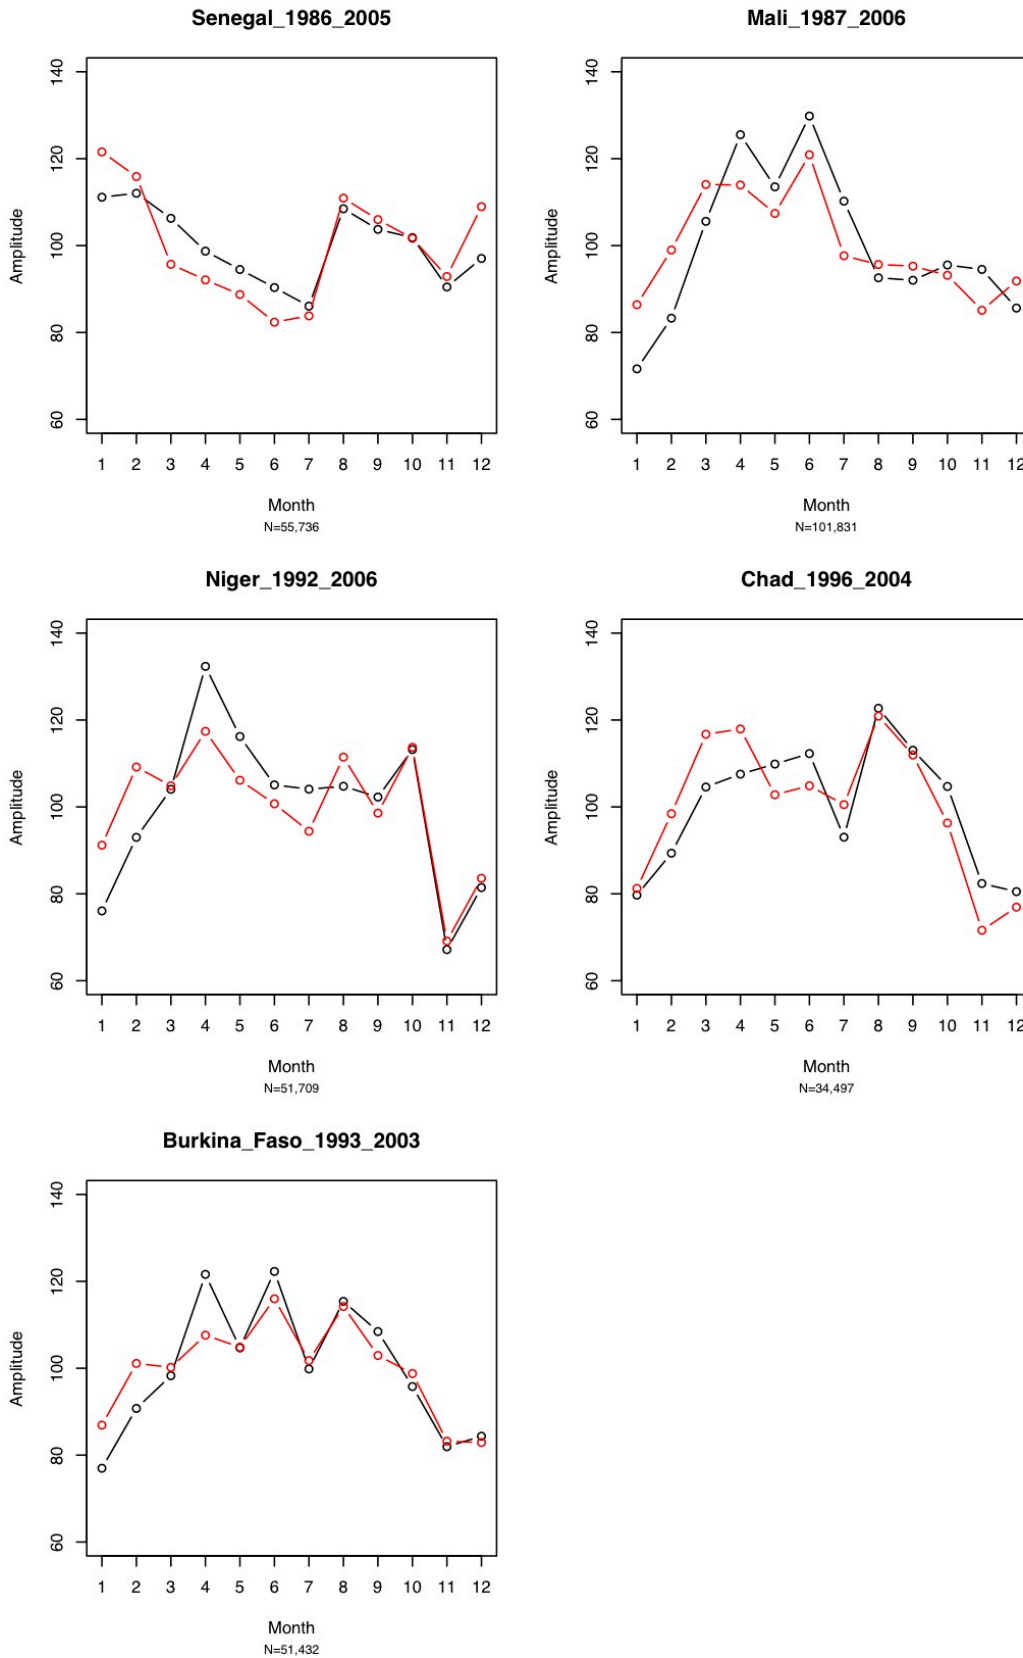 Senegal_1986_2005
Amplitude
140
120
100
80
60
1 2 3 4 5 6 7 8 9 10 11 12
Month
N=55,736
Mali_1987_2006
Amplitude
140
120
100
80
60
1 2 3 4 5 6 7 8 9 10 11 12
Month
N=101,831
Niger_1992_2006
Amplitude
140
120
100
80
60
1 2 3 4 5 6 7 8 9 10 11 12
Month
N=51,709
Chad_1996_2004
Amplitude
140
120
100
80
60
1 2 3 4 5 6 7 8 9 10 11 12
Month
N=34,497
Burkina_Faso_1993_2003
Amplitude
140
120
100
80
60
1 2 3 4 5 6 7 8 9 10 11 12
Month
N=51,432